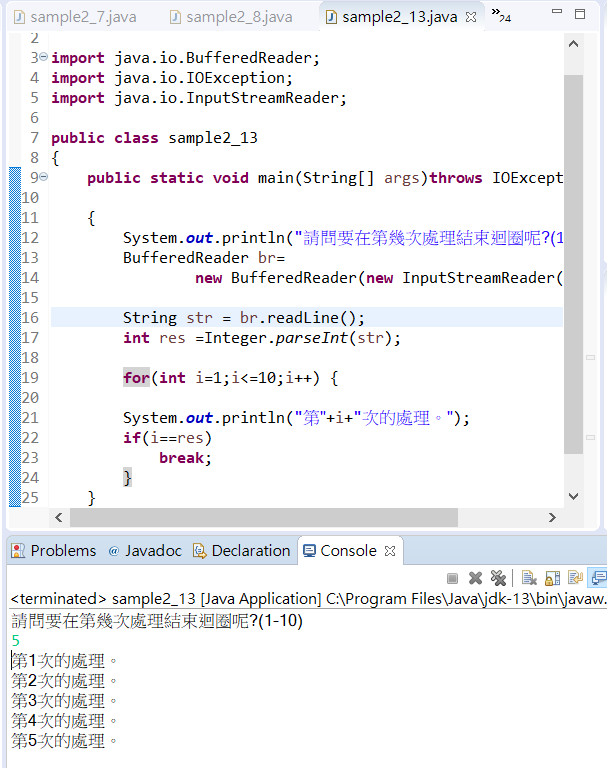 sample2_7.java sample2_8.java sample2_13.java »24
2
3 import java.io.BufferedReader;
4 import java.io.IOException;
5 import java.io.InputStreamReader;
6
7 public class sample2_13
8 {
9 public static void main(String[] args)throws IOExcept
10
11 {
12 System.out.println("請問要在第幾次處理結束迴圈呢?(1
13 BufferedReader br=
14 new BufferedReader(new InputStreamReader(
15
16 String str = br.readLine();
17 int res =Integer.parseInt(str);
18
19 for(int i=1;i<=10;i++) {
20
21 System.out.println("第"+i+"次的處理。");
22 if(i==res)
23 break;
24 }
25 }
Problems @ Javadoc Declaration Console
<terminated> sample2_13 [Java Application] C:\Program Files\Java\jdk-13\bin\javaw.
請問要在第幾次處理結束迴圈呢?(1-10)
5
第1次的處理。
第2次的處理。
第3次的處理。
第4次的處理。
第5次的處理。